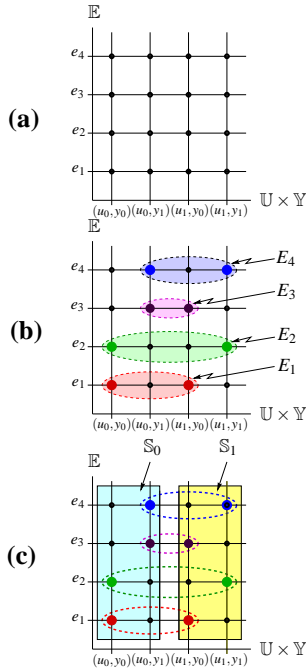 𝔼
e₄
e₃
(a)
e₂
e₁
(u₀,y₀)(u₀,y₁)(u₁,y₀)(u₁,y₁) 𝕌 × 𝕐
𝔼
e₄ E₄
e₃ E₃
(b)
e₂ E₂
e₁ E₁
(u₀,y₀)(u₀,y₁)(u₁,y₀)(u₁,y₁) 𝕌 × 𝕐
𝕊₀ 𝕊₁
𝔼
e₄
e₃
(c)
e₂
e₁
(u₀,y₀)(u₀,y₁)(u₁,y₀)(u₁,y₁) 𝕌 × 𝕐